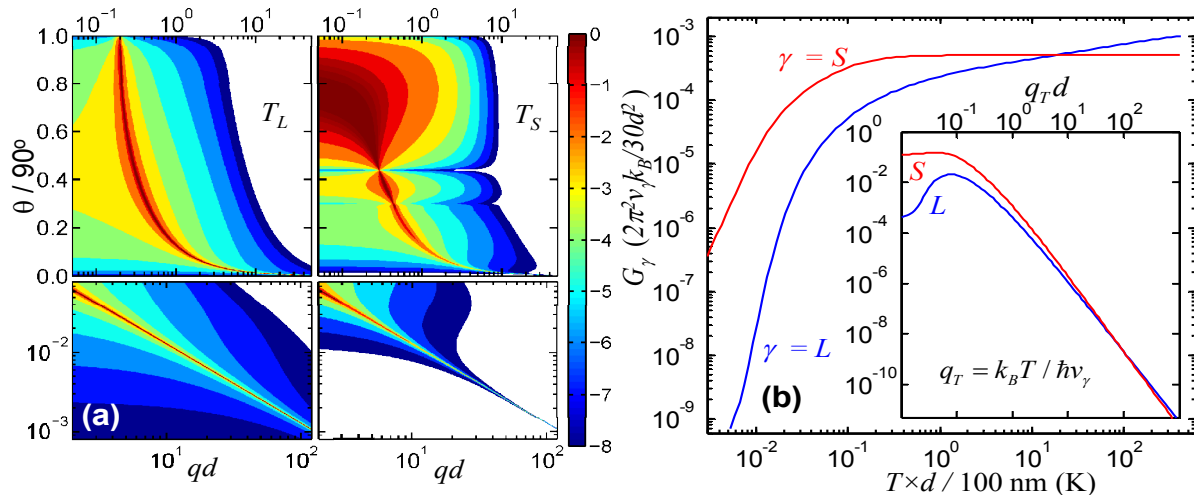 10⁻¹ 10⁰ 10¹
10⁻¹ 10⁰ 10¹
1.0
0.8
0.6
0.4
0.2
0.0
θ / 90º
T_L
T_S
10⁻²
10⁻³
(a)
10¹ 10²
qd
10¹ 10²
qd
0
−1
−2
−3
−4
−5
−6
−7
−8
G_γ (2π²ν_γk_B/30d²)
10⁻³
10⁻⁴
10⁻⁵
10⁻⁶
10⁻⁷
10⁻⁸
10⁻⁹
γ = S
γ = L
(b)
q_T d
10⁻¹ 10⁰ 10¹ 10²
10⁰
10⁻²
10⁻⁴
10⁻⁶
10⁻⁸
10⁻¹⁰
S
L
q_T = k_B T / ħν_γ
10⁻² 10⁻¹ 10⁰ 10¹ 10²
T×d / 100 nm (K)